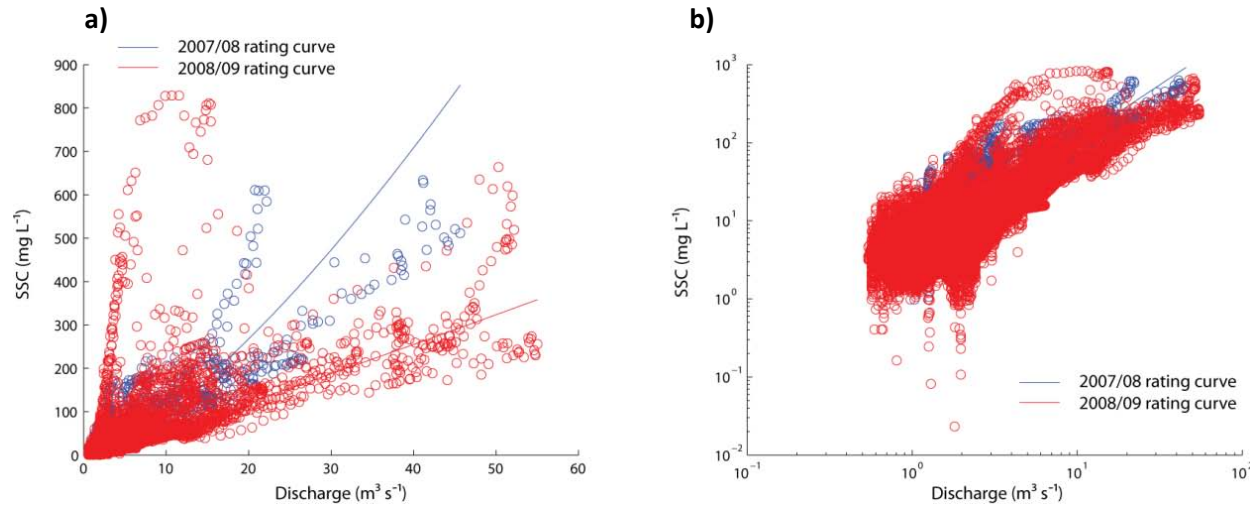 a)
2007/08 rating curve
2008/09 rating curve
900
800
700
600
500
400
300
200
100
0
SSC (mg L⁻¹)
0 10 20 30 40 50 60
Discharge (m³ s⁻¹)
b)
10³
10²
10¹
10⁰
10⁻¹
10⁻²
SSC (mg L⁻¹)
2007/08 rating curve
2008/09 rating curve
10⁻¹ 10⁰ 10¹ 10²
Discharge (m³ s⁻¹)